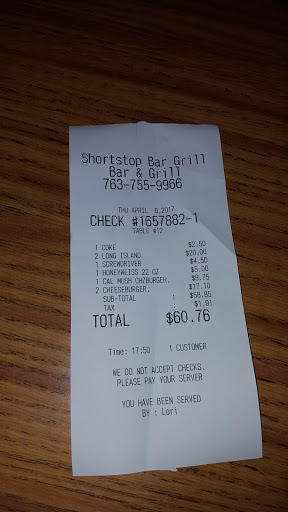 Shortstop Bar Grill
Bar & Grill
763-755-9966
THU APRIL 6,2017
CHECK #1657882-1
TABLE #12
1 COKE $2.50
2 LONG ISLAND $20.00
1 SCREWDRIVER $4.50
1 HONEYWEISS 22 OZ $5.00
1 CAL MUSH CHZBURGER. $9.75
2 CHEESEBURGER. $17.10
SUB-TOTAL : $58.85
TAX : $1.91
TOTAL $60.76
Time: 17:50 1 CUSTOMER
WE DO NOT ACCEPT CHECKS.
PLEASE PAY YOUR SERVER
YOU HAVE BEEN SERVED
BY : Lori